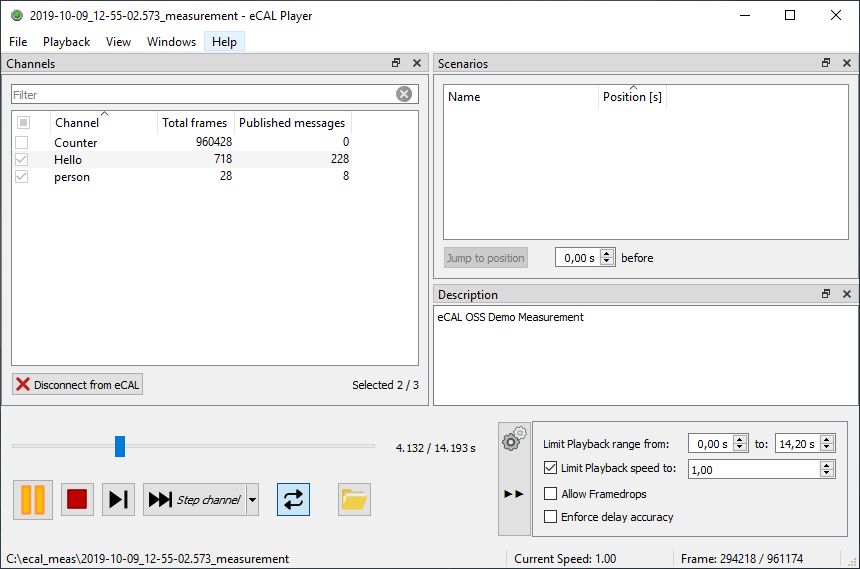 2019-10-09_12-55-02.573_measurement - eCAL Player
File Playback View Windows Help
Channels
Filter
Channel Total frames Published messages
Counter 960428 0
Hello 718 228
person 28 8
Disconnect from eCAL Selected 2 / 3
Scenarios
Name Position [s]
Jump to position 0,00 s before
Description
eCAL OSS Demo Measurement
4.132 / 14.193 s
Step channel
Limit Playback range from: 0,00 s to: 14,20 s
Limit Playback speed to: 1,00
Allow Framedrops
Enforce delay accuracy
C:\ecal_meas\2019-10-09_12-55-02.573_measurement Current Speed: 1.00 Frame: 294218 / 961174